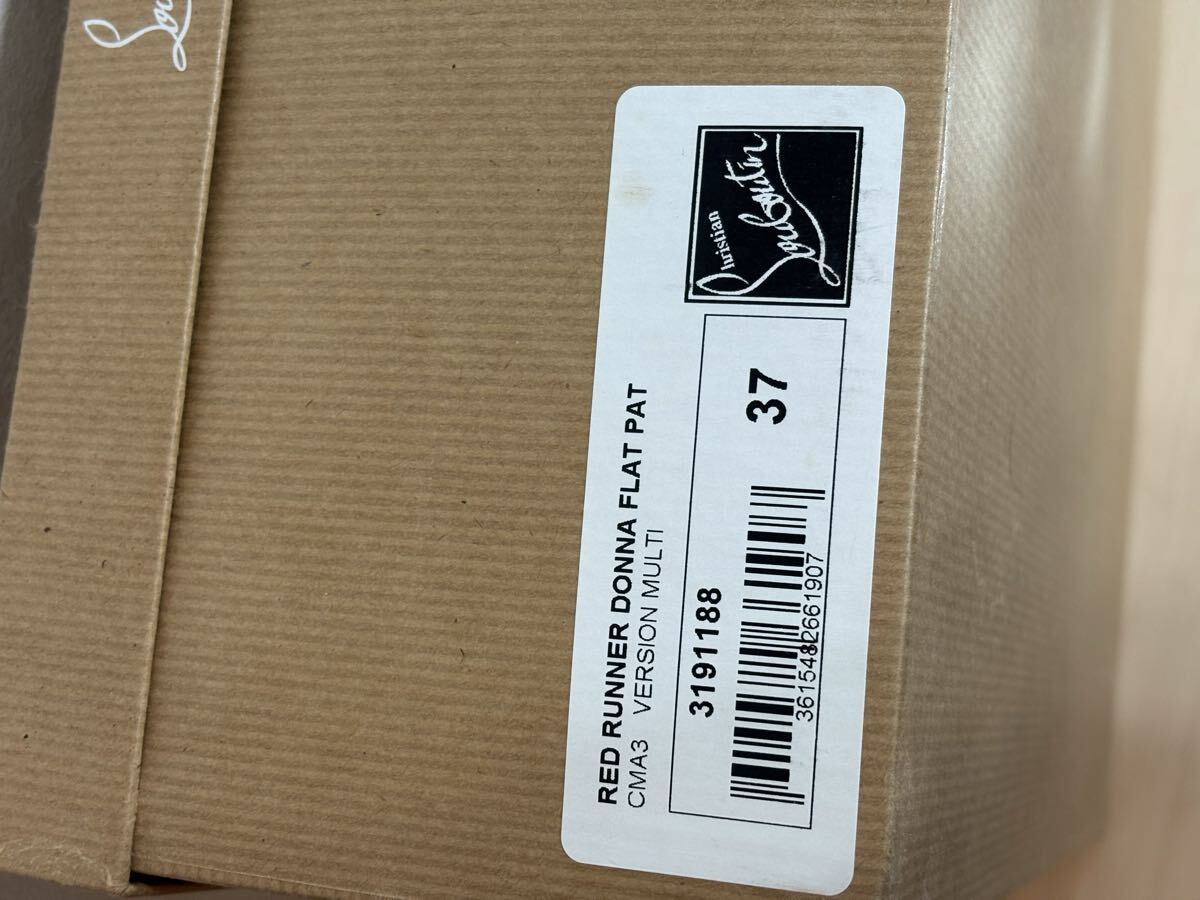 Christian
Louboutin
RED RUNNER DONNA FLAT PAT
CMA3 VERSION MULTI
3191188
37
3615482661907